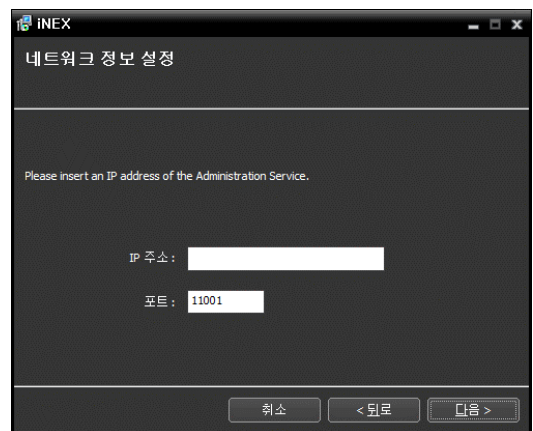 iNEX
네트워크 정보 설정
Please insert an IP address of the Administration Service.
IP 주소 :
포트 : 11001
취소 < 뒤로 다음 >